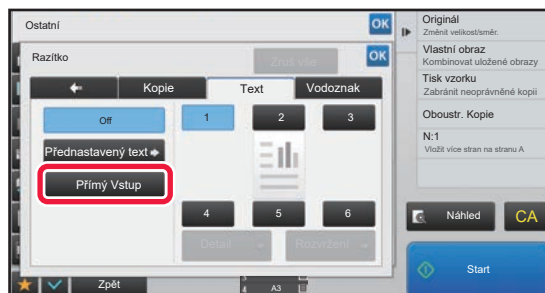 Ostatní
OK
Razítko
Zruš vše
OK
Kopie
Text
Vodoznak
Off
Přednastavený text
Přímý Vstup
1
2
3
4
5
6
Detail
Rozvržení
Zpět
A3
Originál
Změnit velikost/směr.
Vlastní obraz
Kombinovat uložené obrazy
Tisk vzorku
Zabránit neoprávněné kopii
Oboustr. Kopie
N:1
Vložit více stran na stranu A
Náhled
CA
Start